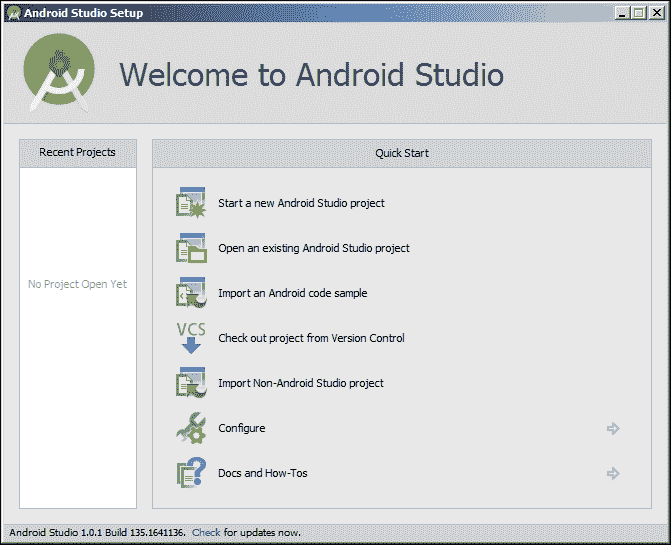 Android Studio Setup
Welcome to Android Studio
Recent Projects
No Project Open Yet
Quick Start
Start a new Android Studio project
Open an existing Android Studio project
Import an Android code sample
VCS
Check out project from Version Control
Import Non-Android Studio project
Configure
Docs and How-Tos
Android Studio 1.0.1 Build 135.1641136. Check for updates now.